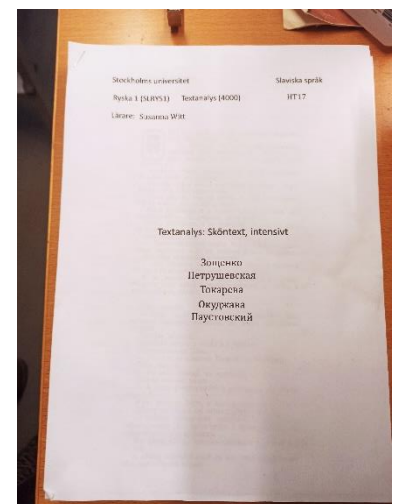 Stockholms universitet Slaviska språk
Ryska 1 (SLRYS1) Textanalys (4000) HT17
Lärare: Susanna Witt
Textanalys: Sköntext, intensivt
Зощенко
Петрушевская
Токарева
Окуджава
Паустовский